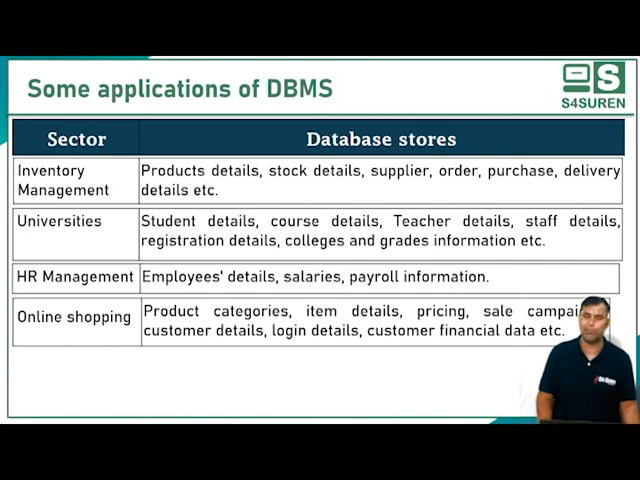 Some applications of DBMS
S
S4SUREN
Sector Database stores
Inventory Products details, stock details, supplier, order, purchase, delivery
Management details etc.
Universities Student details, course details, Teacher details, staff details,
registration details, colleges and grades information etc.
HR Management Employees' details, salaries, payroll information.
Online shopping Product categories, item details, pricing, sale
customer details, login details, customer financial data etc.